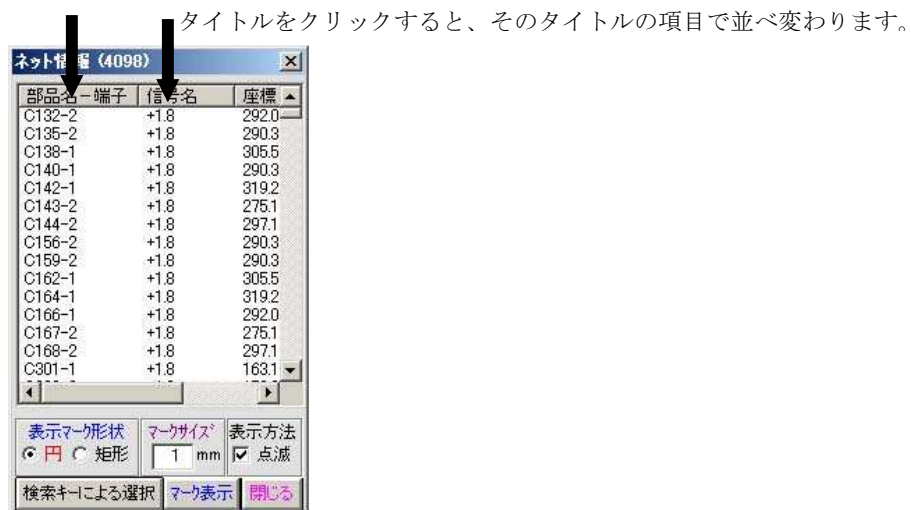 タイトルをクリックすると、そのタイトルの項目で並べ変わります。
ネット情報 (4098)
部品名-端子 信号名 座標
C132-2 +1.8 292.0
C135-2 +1.8 290.3
C138-1 +1.8 305.5
C140-1 +1.8 290.3
C142-1 +1.8 319.2
C143-2 +1.8 275.1
C144-2 +1.8 297.1
C156-2 +1.8 290.3
C159-2 +1.8 290.3
C162-1 +1.8 305.5
C164-1 +1.8 319.2
C166-1 +1.8 292.0
C167-2 +1.8 275.1
C168-2 +1.8 297.1
C301-1 +1.8 163.1
表示マーク形状 マークサイズ 表示方法
円 矩形 1 mm 点滅
検索キーによる選択 マーク表示 閉じる